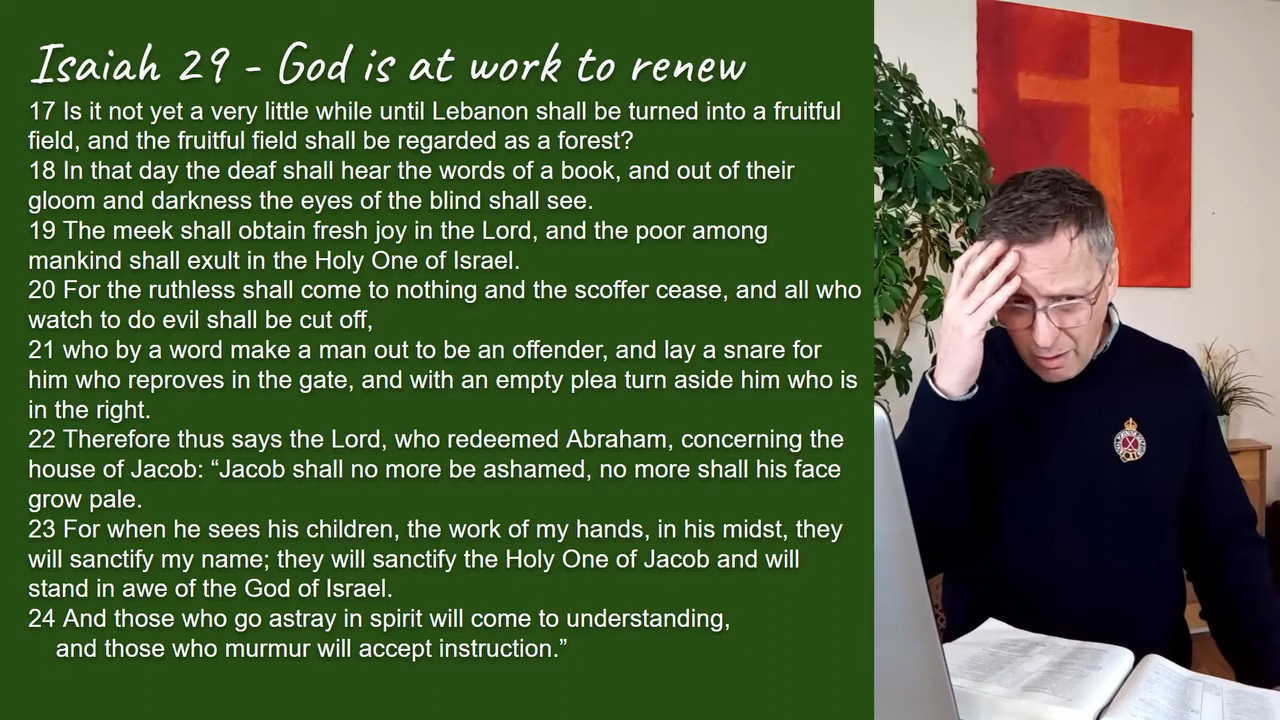 Isaiah 29 - God is at work to renew
17 Is it not yet a very little while until Lebanon shall be turned into a fruitful
field, and the fruitful field shall be regarded as a forest?
18 In that day the deaf shall hear the words of a book, and out of their
gloom and darkness the eyes of the blind shall see.
19 The meek shall obtain fresh joy in the Lord, and the poor among
mankind shall exult in the Holy One of Israel.
20 For the ruthless shall come to nothing and the scoffer cease, and all who
watch to do evil shall be cut off,
21 who by a word make a man out to be an offender, and lay a snare for
him who reproves in the gate, and with an empty plea turn aside him who is
in the right.
22 Therefore thus says the Lord, who redeemed Abraham, concerning the
house of Jacob: “Jacob shall no more be ashamed, no more shall his face
grow pale.
23 For when he sees his children, the work of my hands, in his midst, they
will sanctify my name; they will sanctify the Holy One of Jacob and will
stand in awe of the God of Israel.
24 And those who go astray in spirit will come to understanding,
and those who murmur will accept instruction.”